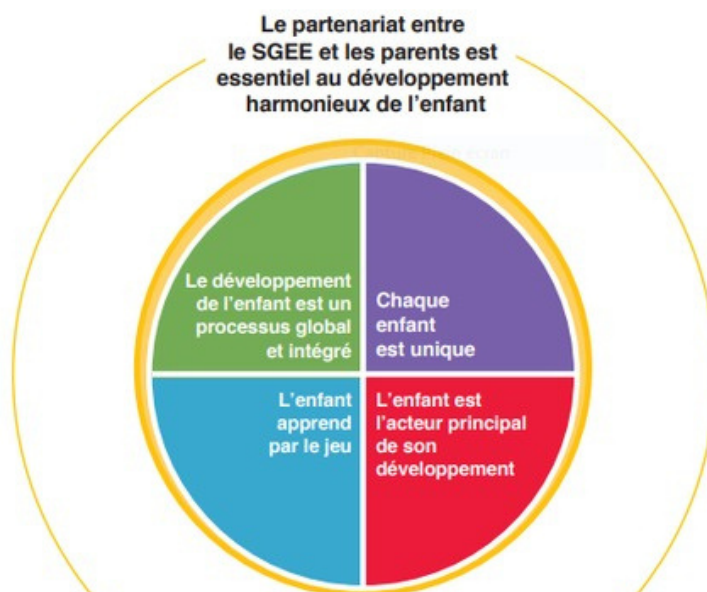 Le partenariat entre
le SGEE et les parents est
essentiel au développement
harmonieux de l'enfant
Le développement
de l'enfant est un
processus global
et intégré
Chaque
enfant
est unique
L'enfant
apprend
par le jeu
L'enfant est
l'acteur principal
de son
développement